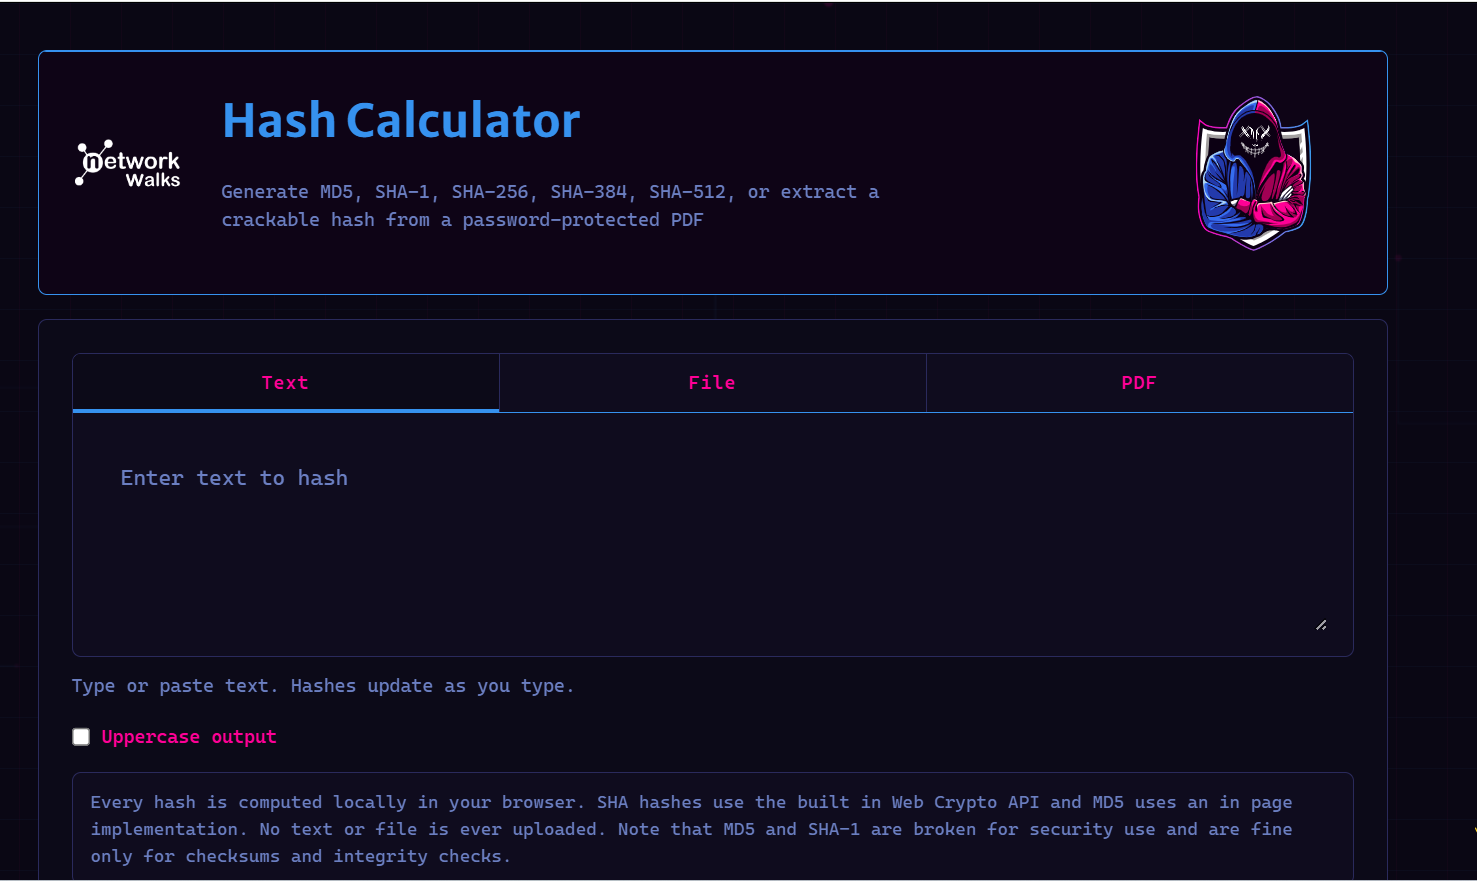 network
Walks
Hash Calculator
Generate MD5, SHA-1, SHA-256, SHA-384, SHA-512, or extract a
crackable hash from a password-protected PDF
Text
File
PDF
Enter text to hash
Type or paste text. Hashes update as you type.
Uppercase output
Every hash is computed locally in your browser. SHA hashes use the built in Web Crypto API and MD5 uses an in page
implementation. No text or file is ever uploaded. Note that MD5 and SHA-1 are broken for security use and are fine
only for checksums and integrity checks.